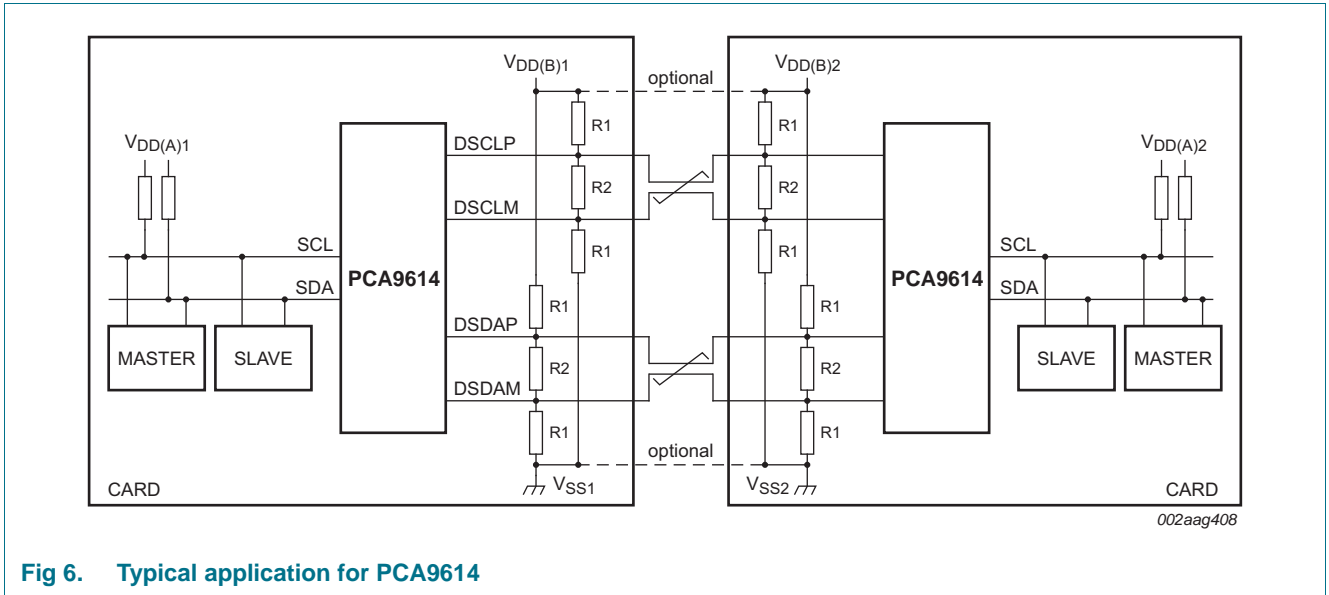 VDD(B)1
optional
VDD(B)2
R1
R1
VDD(A)1
DSCLP
VDD(A)2
R2
R2
DSCLM
SCL
R1
R1
SCL
PCA9614
PCA9614
SDA
SDA
R1
R1
DSDAP
MASTER
SLAVE
R2
R2
SLAVE
MASTER
DSDAM
R1
R1
optional
CARD
VSS1
VSS2
CARD
002aag408
Fig 6. Typical application for PCA9614